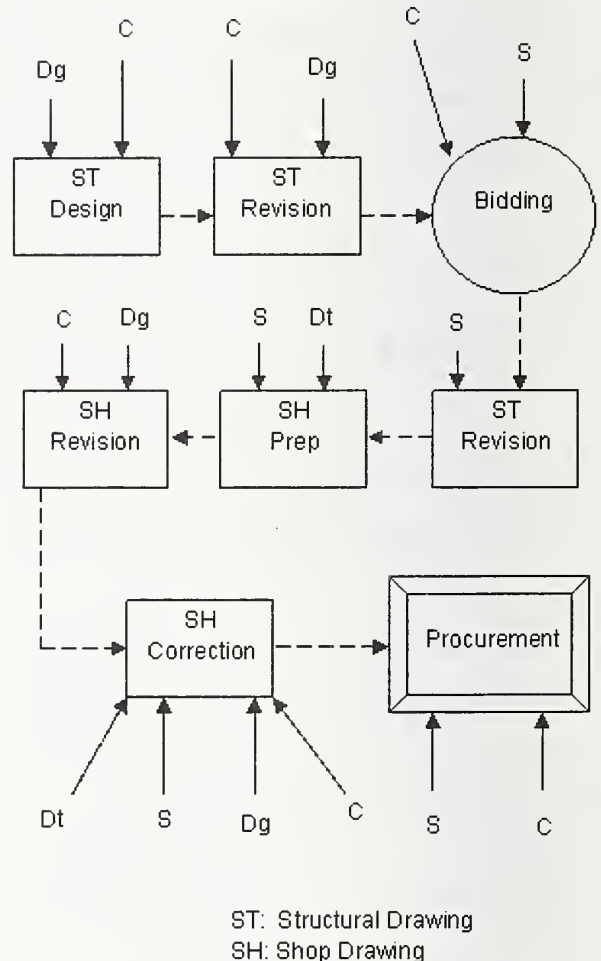 C C C S
Dg Dg
ST Design
ST Revision
Bidding
C Dg S Dt S
SH Revision
SH Prep
ST Revision
SH Correction
Procurement
Dt S Dg C S C
ST: Structural Drawing
SH: Shop Drawing